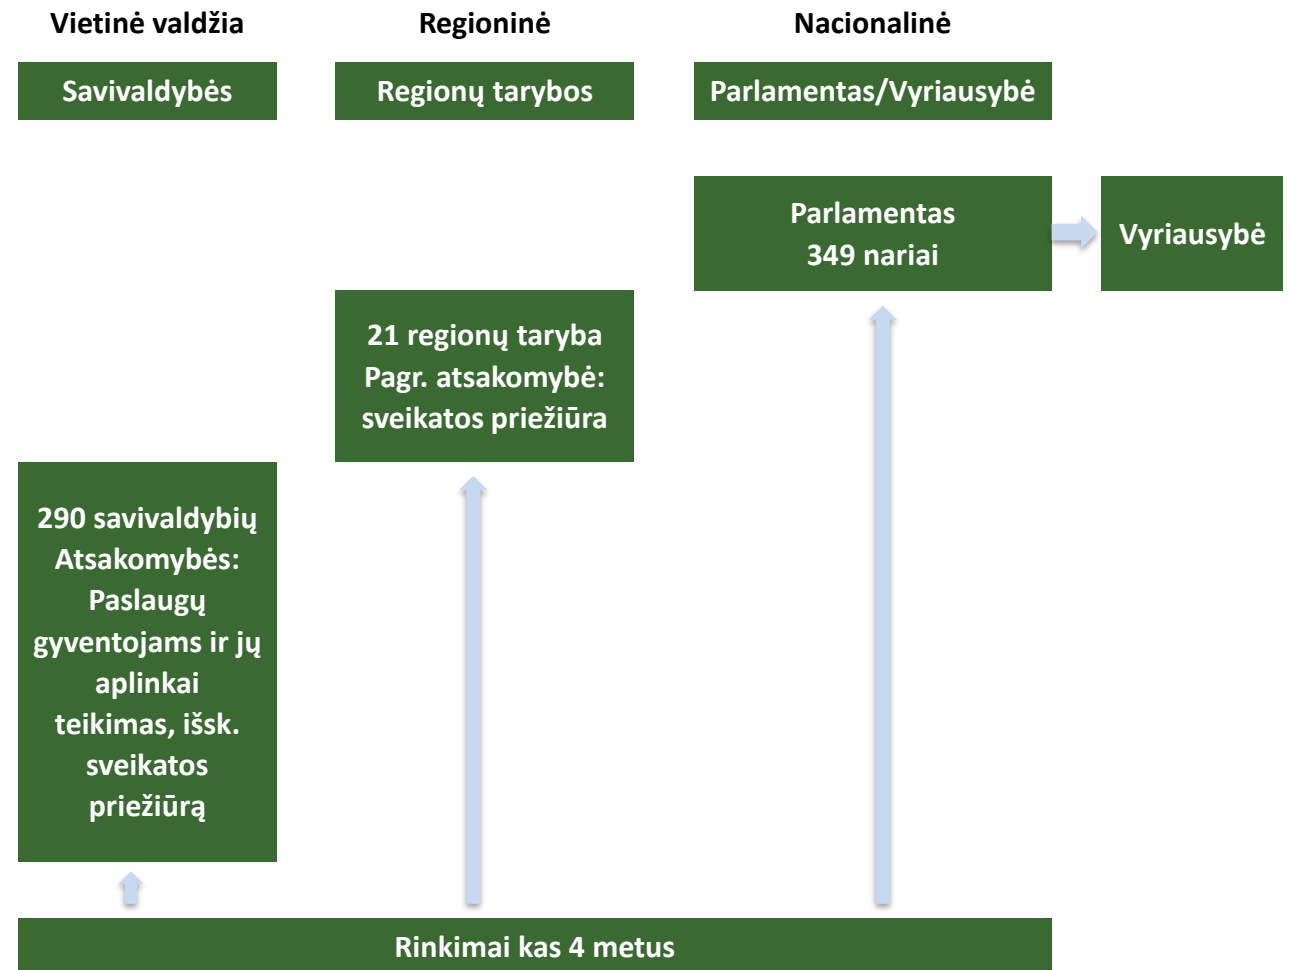 Vietinė valdžia
Regioninė
Nacionalinė
Savivaldybės
Regionų tarybos
Parlamentas/Vyriausybė
Parlamentas
349 nariai
Vyriausybė
21 regionų taryba
Pagr. atsakomybė:
sveikatos priežiūra
290 savivaldybių
Atsakomybės:
Paslaugų
gyventojams ir jų
aplinkai
teikimas, išsk.
sveikatos
priežiūrą
Rinkimai kas 4 metus